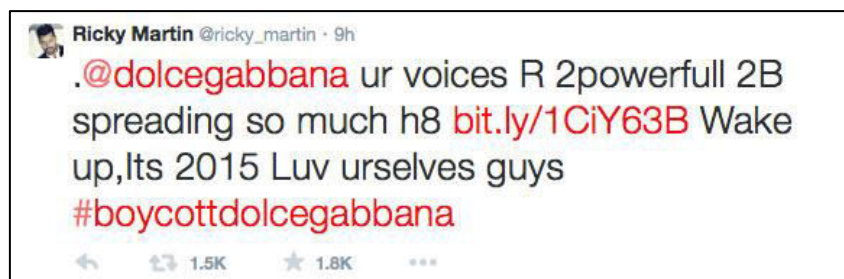 Ricky Martin @ricky_martin · 9h
.@dolcegabbana ur voices R 2powerfull 2B
spreading so much h8 bit.ly/1CiY63B Wake
up,Its 2015 Luv urselves guys
#boycottdolcegabbana
1.5K 1.8K